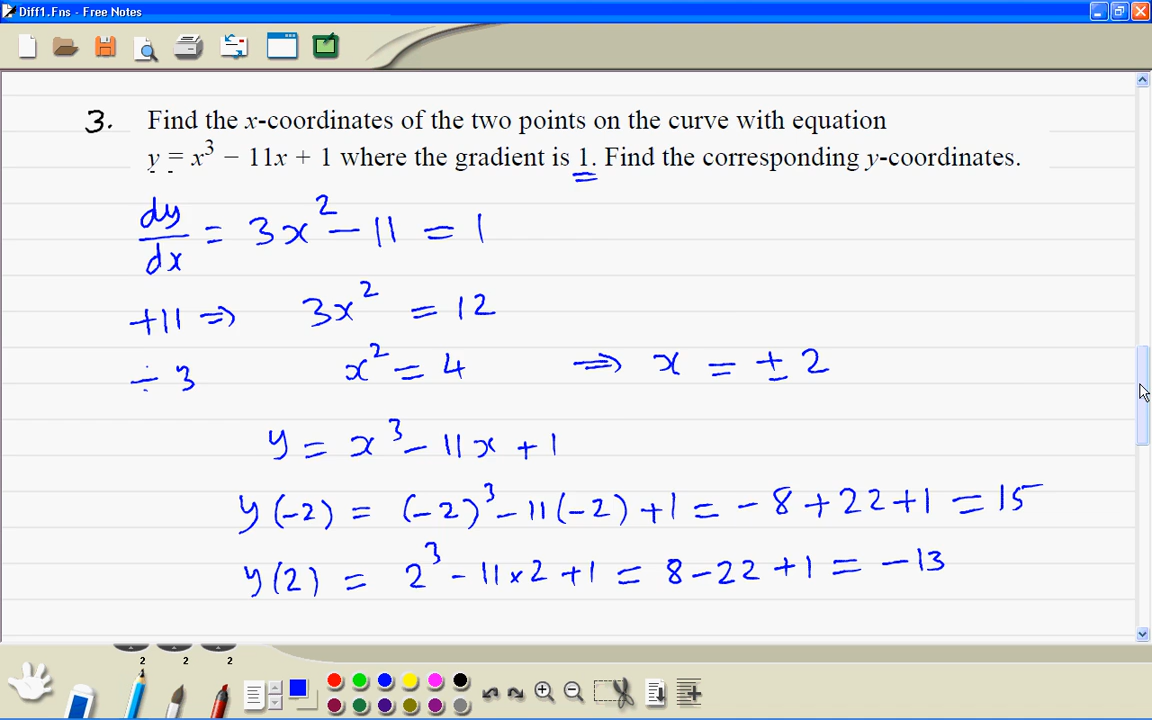 Diff1.Fns - Free Notes
3. Find the x-coordinates of the two points on the curve with equation
y = x³ − 11x + 1 where the gradient is 1. Find the corresponding y-coordinates.
dy/dx = 3x² − 11 = 1
+11 ⇒ 3x² = 12
÷ 3 x² = 4 ⇒ x = ± 2
y = x³ − 11x + 1
y(−2) = (−2)³ − 11(−2) + 1 = −8 + 22 + 1 = 15
y(2) = 2³ − 11×2 + 1 = 8 − 22 + 1 = −13
2 2 2